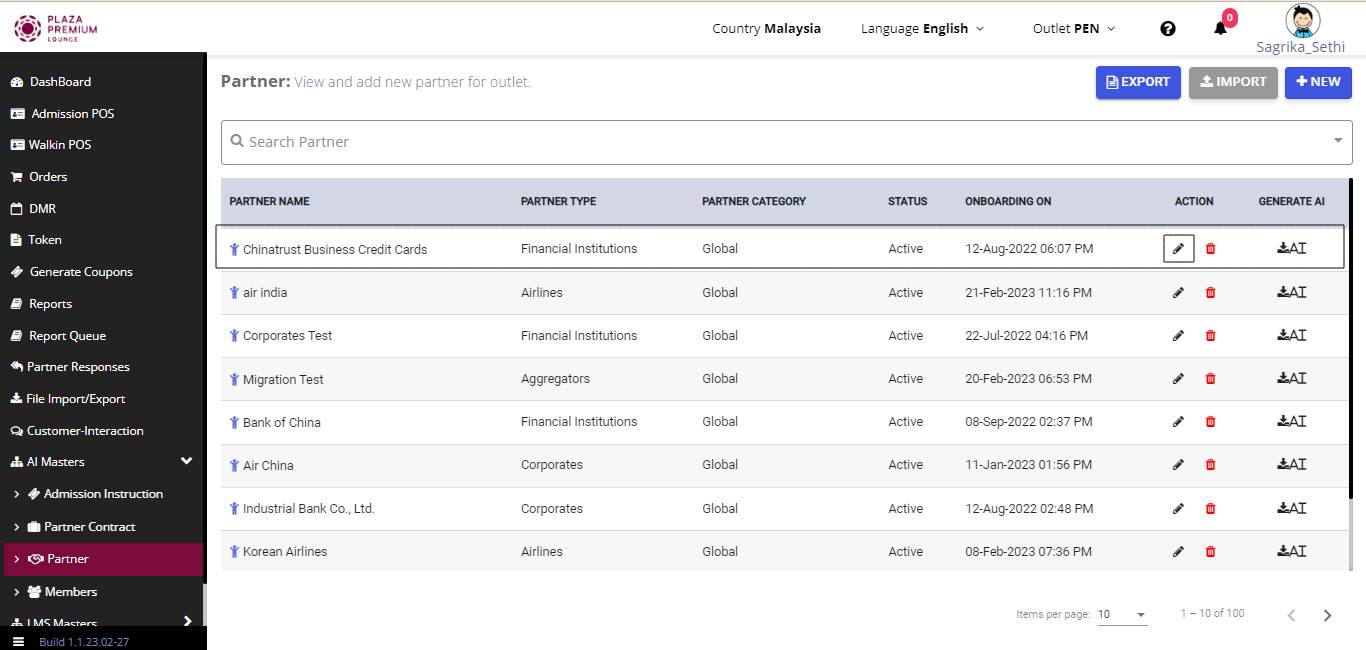 PLAZA
PREMIUM
LOUNGE
Country Malaysia
Language English
Outlet PEN
0
Sagrika_Sethi
DashBoard
Admission POS
Walkin POS
Orders
DMR
Token
Generate Coupons
Reports
Report Queue
Partner Responses
File Import/Export
Customer-Interaction
AI Masters
Admission Instruction
Partner Contract
Partner
Members
LMS Masters
Build 1.1.23.02-27
Partner: View and add new partner for outlet.
EXPORT
IMPORT
NEW
Search Partner
PARTNER NAME PARTNER TYPE PARTNER CATEGORY STATUS ONBOARDING ON ACTION GENERATE AI
Chinatrust Business Credit Cards Financial Institutions Global Active 12-Aug-2022 06:07 PM AI
air india Airlines Global Active 21-Feb-2023 11:16 PM AI
Corporates Test Financial Institutions Global Active 22-Jul-2022 04:16 PM AI
Migration Test Aggregators Global Active 20-Feb-2023 06:53 PM AI
Bank of China Financial Institutions Global Active 08-Sep-2022 02:37 PM AI
Air China Corporates Global Active 11-Jan-2023 01:56 PM AI
Industrial Bank Co., Ltd. Corporates Global Active 12-Aug-2022 02:48 PM AI
Korean Airlines Airlines Global Active 08-Feb-2023 07:36 PM AI
Items per page: 10 1 – 10 of 100